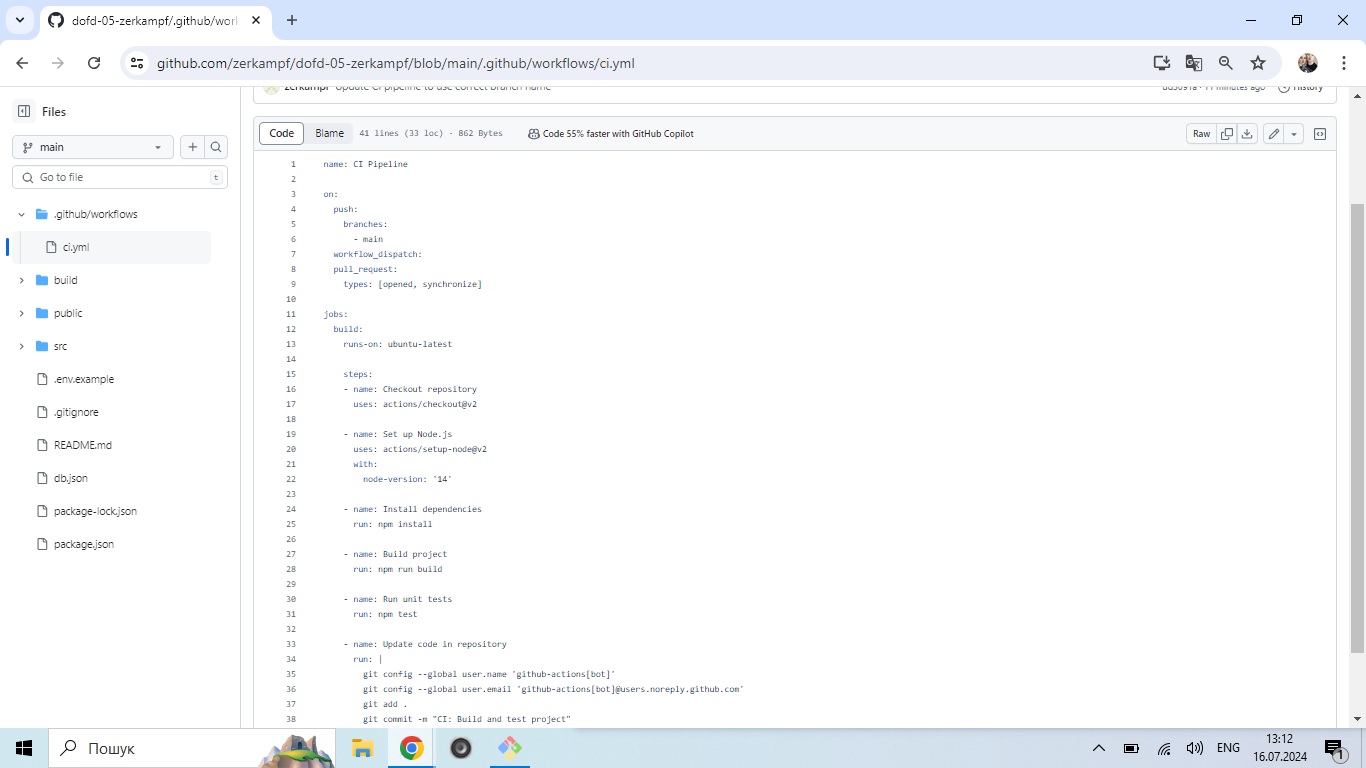 dofd-05-zerkampf/.github/worl
github.com/zerkampf/dofd-05-zerkampf/blob/main/.github/workflows/ci.yml
Files
zerkampf Update CI pipeline to use correct branch name
11 minutes ago
History
main
Code Blame 41 lines (33 loc) · 862 Bytes
Code 55% faster with GitHub Copilot
Raw
Go to file
t
.github/workflows
ci.yml
build
public
src
.env.example
.gitignore
README.md
db.json
package-lock.json
package.json
1 name: CI Pipeline
2
3 on:
4 push:
5 branches:
6 - main
7 workflow_dispatch:
8 pull_request:
9 types: [opened, synchronize]
10
11 jobs:
12 build:
13 runs-on: ubuntu-latest
14
15 steps:
16 - name: Checkout repository
17 uses: actions/checkout@v2
18
19 - name: Set up Node.js
20 uses: actions/setup-node@v2
21 with:
22 node-version: '14'
23
24 - name: Install dependencies
25 run: npm install
26
27 - name: Build project
28 run: npm run build
29
30 - name: Run unit tests
31 run: npm test
32
33 - name: Update code in repository
34 run: |
35 git config --global user.name 'github-actions[bot]'
36 git config --global user.email 'github-actions[bot]@users.noreply.github.com'
37 git add .
38 git commit -m "CI: Build and test project"
Пошук
ENG
13:12
16.07.2024
1